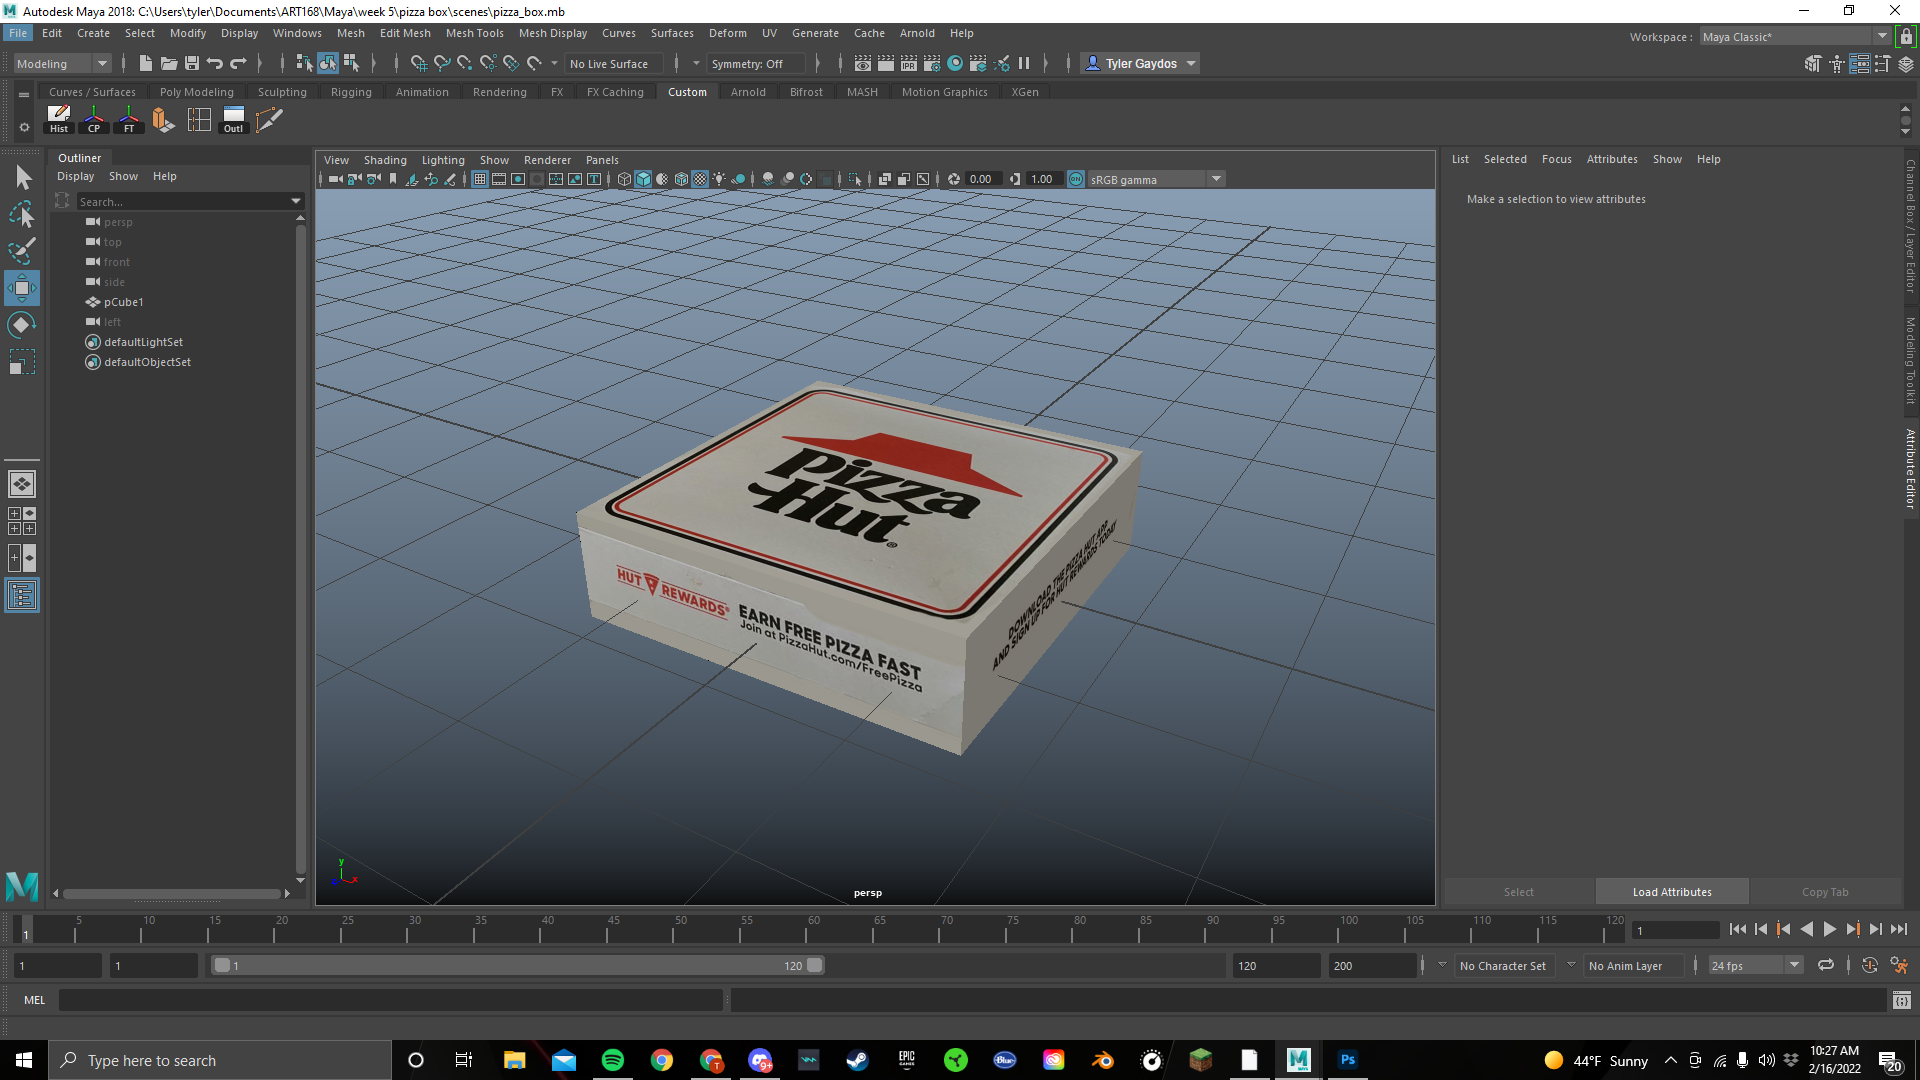 Autodesk Maya 2018: C:\Users\tyler\Documents\ART168\Maya\week 5\pizza box\scenes\pizza_box.mb
File Edit Create Select Modify Display Windows Mesh Edit Mesh Mesh Tools Mesh Display Curves Surfaces Deform UV Generate Cache Arnold Help
Workspace : Maya Classic*
Modeling No Live Surface Symmetry: Off IPR Tyler Gaydos
Curves / Surfaces Poly Modeling Sculpting Rigging Animation Rendering FX FX Caching Custom Arnold Bifrost MASH Motion Graphics XGen
Hist CP FT Outl
Outliner
Display Show Help
Search...
persp
top
front
side
pCube1
left
defaultLightSet
defaultObjectSet
View Shading Lighting Show Renderer Panels
0.00 1.00 ON sRGB gamma
Pizza
Hut®
HUT REWARDS®
EARN FREE PIZZA FAST
Join at PizzaHut.com/FreePizza
DOWNLOAD THE PIZZA HUT APP
AND SIGN UP FOR HUT REWARDS TODAY
y
x
persp
List Selected Focus Attributes Show Help
Make a selection to view attributes
Select Load Attributes Copy Tab
Channel Box / Layer Editor
Modeling Toolkit
Attribute Editor
1 5 10 15 20 25 30 35 40 45 50 55 60 65 70 75 80 85 90 95 100 105 110 115 120 1
1 1 1 120 120 200 No Character Set No Anim Layer 24 fps
MEL
Type here to search
EPIC GAMES
Blue
Ps
9+
T
44°F Sunny
10:27 AM
2/16/2022
20